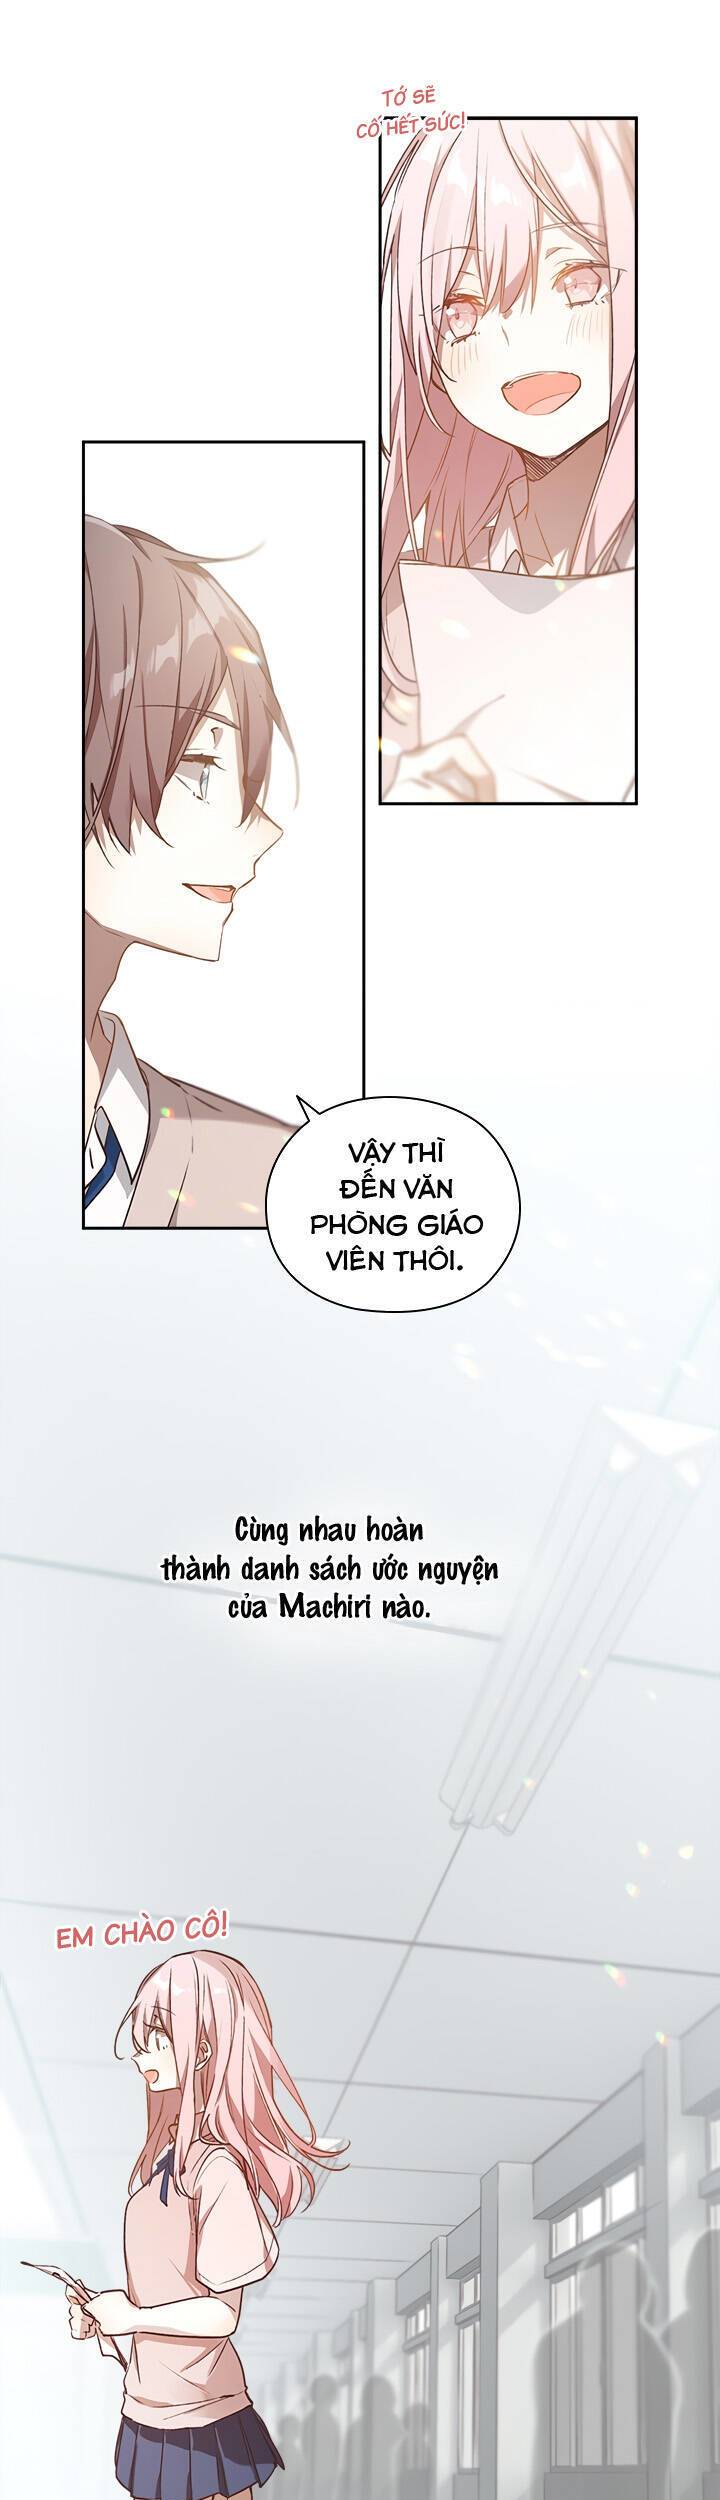 TỚ SẼ
CỐ HẾT SỨC!
VẬY THÌ
ĐẾN VĂN
PHÒNG GIÁO
VIÊN THÔI.
Cùng nhau hoàn
thành danh sách ước nguyện
của Machiri nào.
EM CHÀO CÔ!